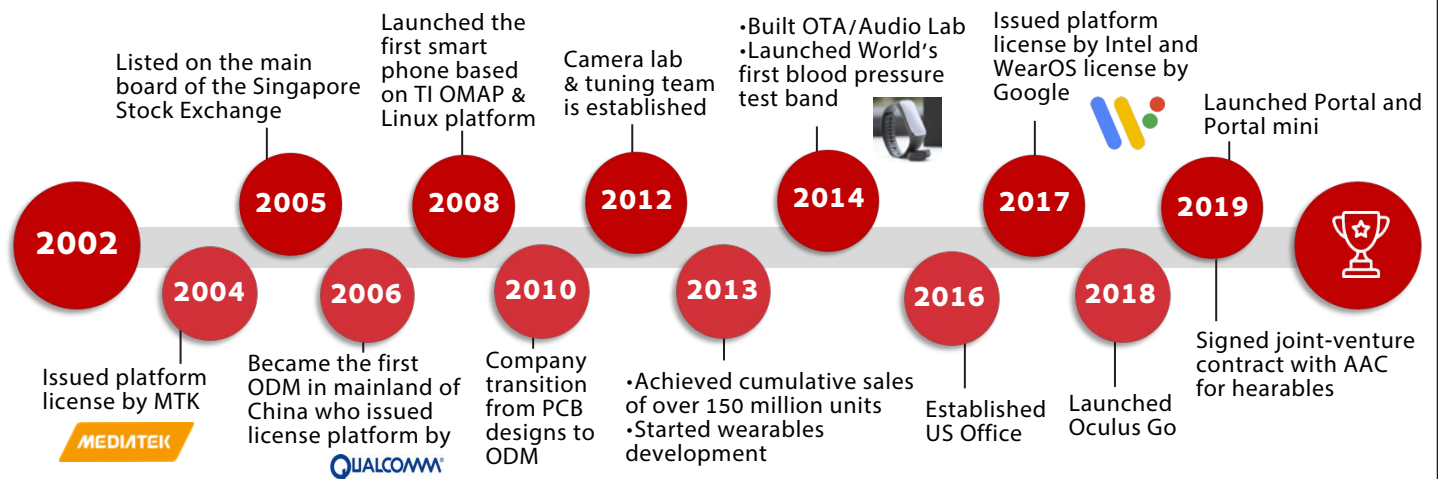 2002
2004
Issued platform
license by MTK
MEDIATEK
Listed on the main
board of the Singapore
Stock Exchange
2005
2006
Became the first
ODM in mainland of
China who issued
license platform by
QUALCOMM®
Launched the
first smart
phone based
on TI OMAP &
Linux platform
2008
2010
Company
transition
from PCB
designs to
ODM
Camera lab
& tuning team
is established
2012
2013
•Achieved cumulative sales
of over 150 million units
•Started wearables
development
•Built OTA/Audio Lab
•Launched World's
first blood pressure
test band
2014
2016
Established
US Office
Issued platform
license by Intel and
WearOS license by
Google
2017
2018
Launched
Oculus Go
Launched Portal and
Portal mini
2019
Signed joint-venture
contract with AAC
for hearables